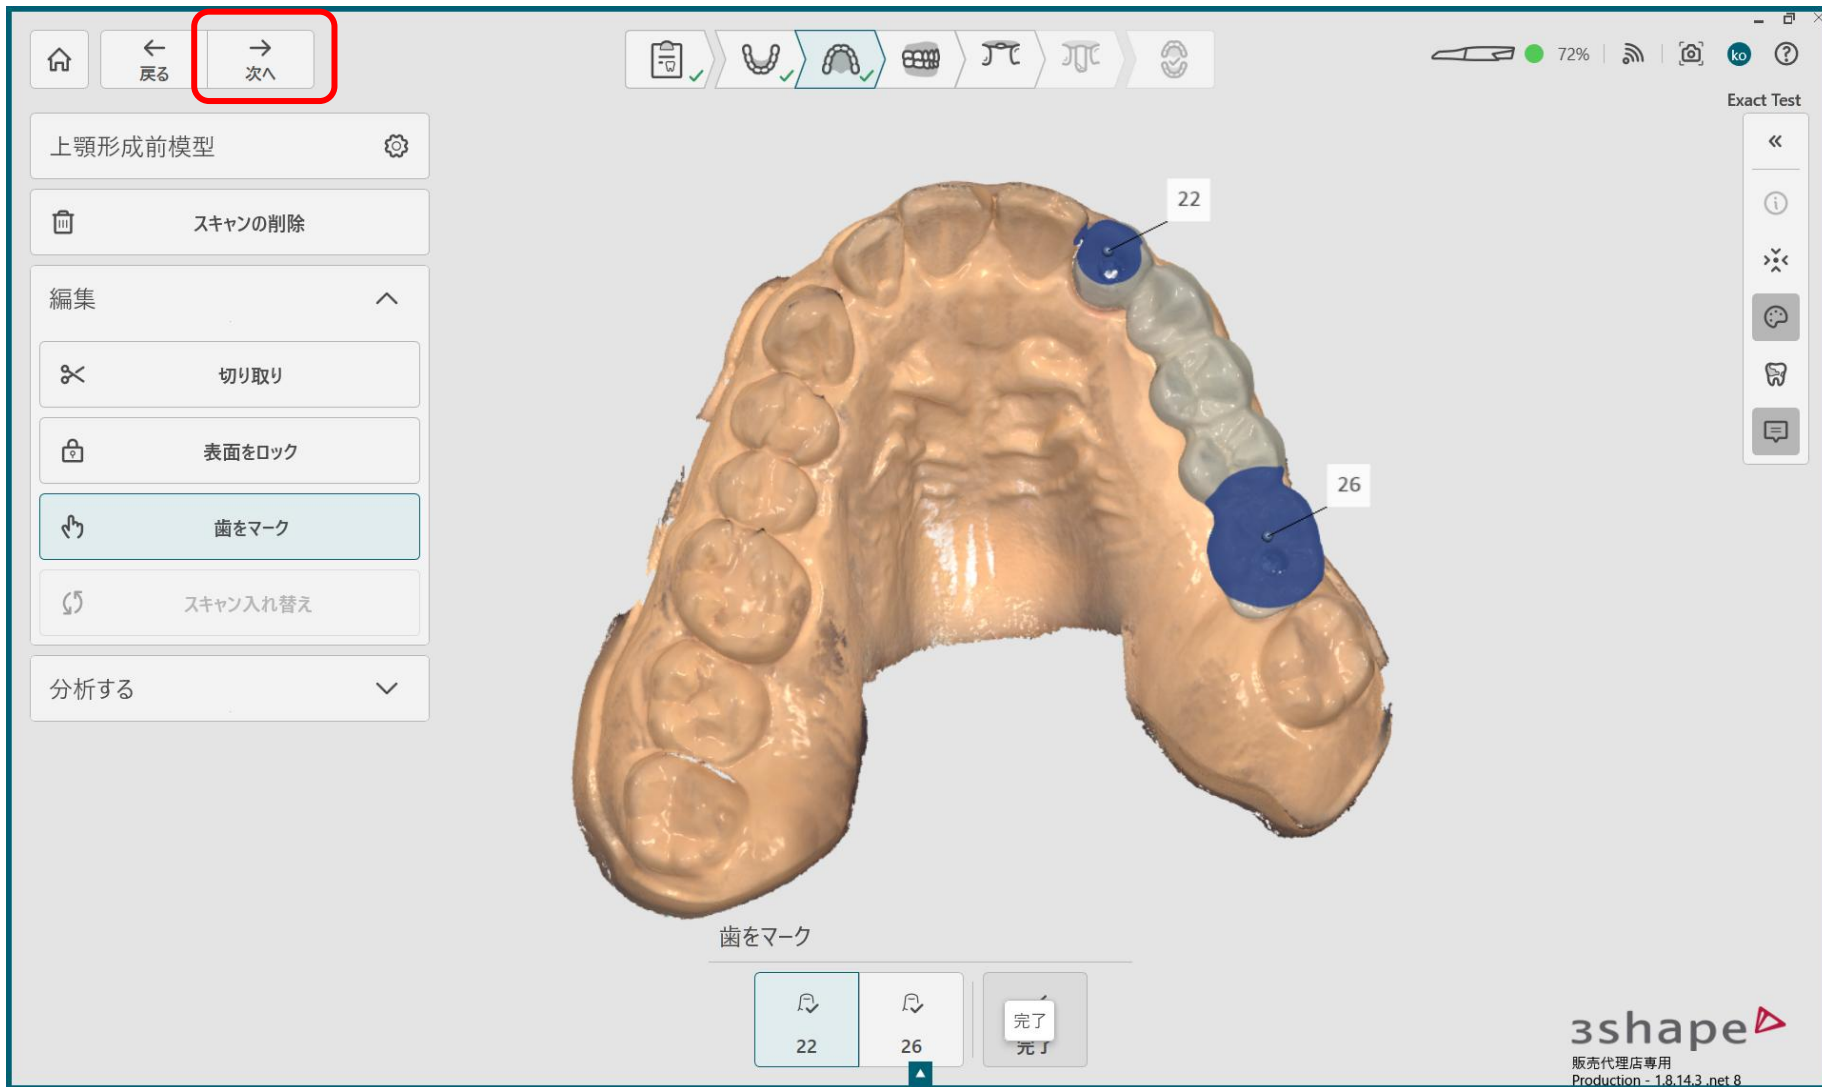 戻る
次へ
72%
ko
Exact Test
上顎形成前模型
スキャンの削除
編集
切り取り
表面をロック
歯をマーク
スキャン入れ替え
分析する
22
26
歯をマーク
22
26
完了
完了
3shape
販売代理店専用
Production - 1.8.14.3 .net 8